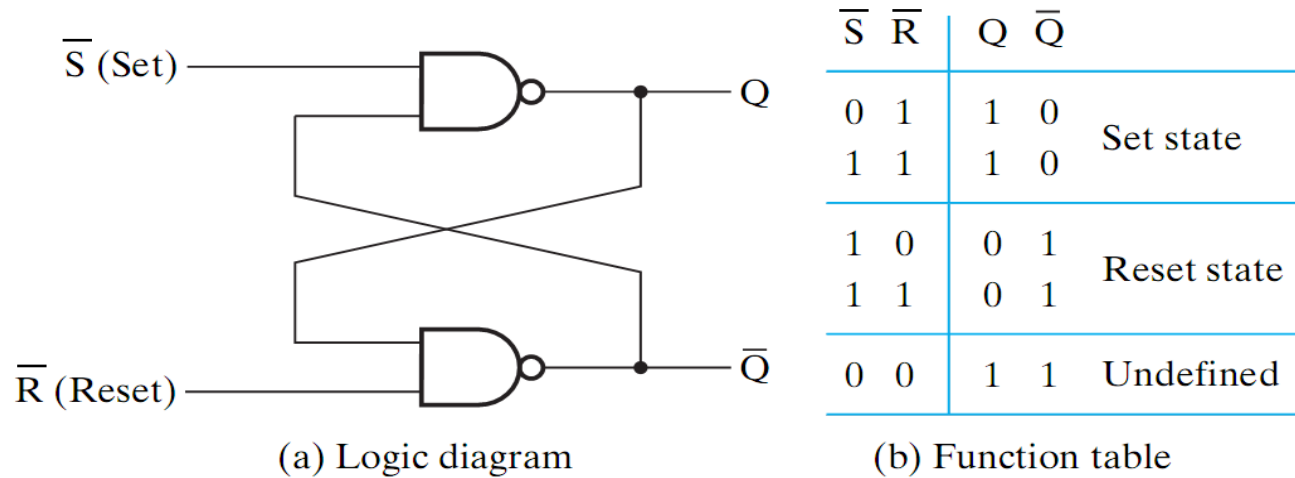 S̅ (Set)
Q
R̅ (Reset)
Q̅
(a) Logic diagram
S̅ R̅ Q Q̅
0 1 1 0
Set state
1 1 1 0
1 0 0 1
Reset state
1 1 0 1
0 0 1 1 Undefined
(b) Function table